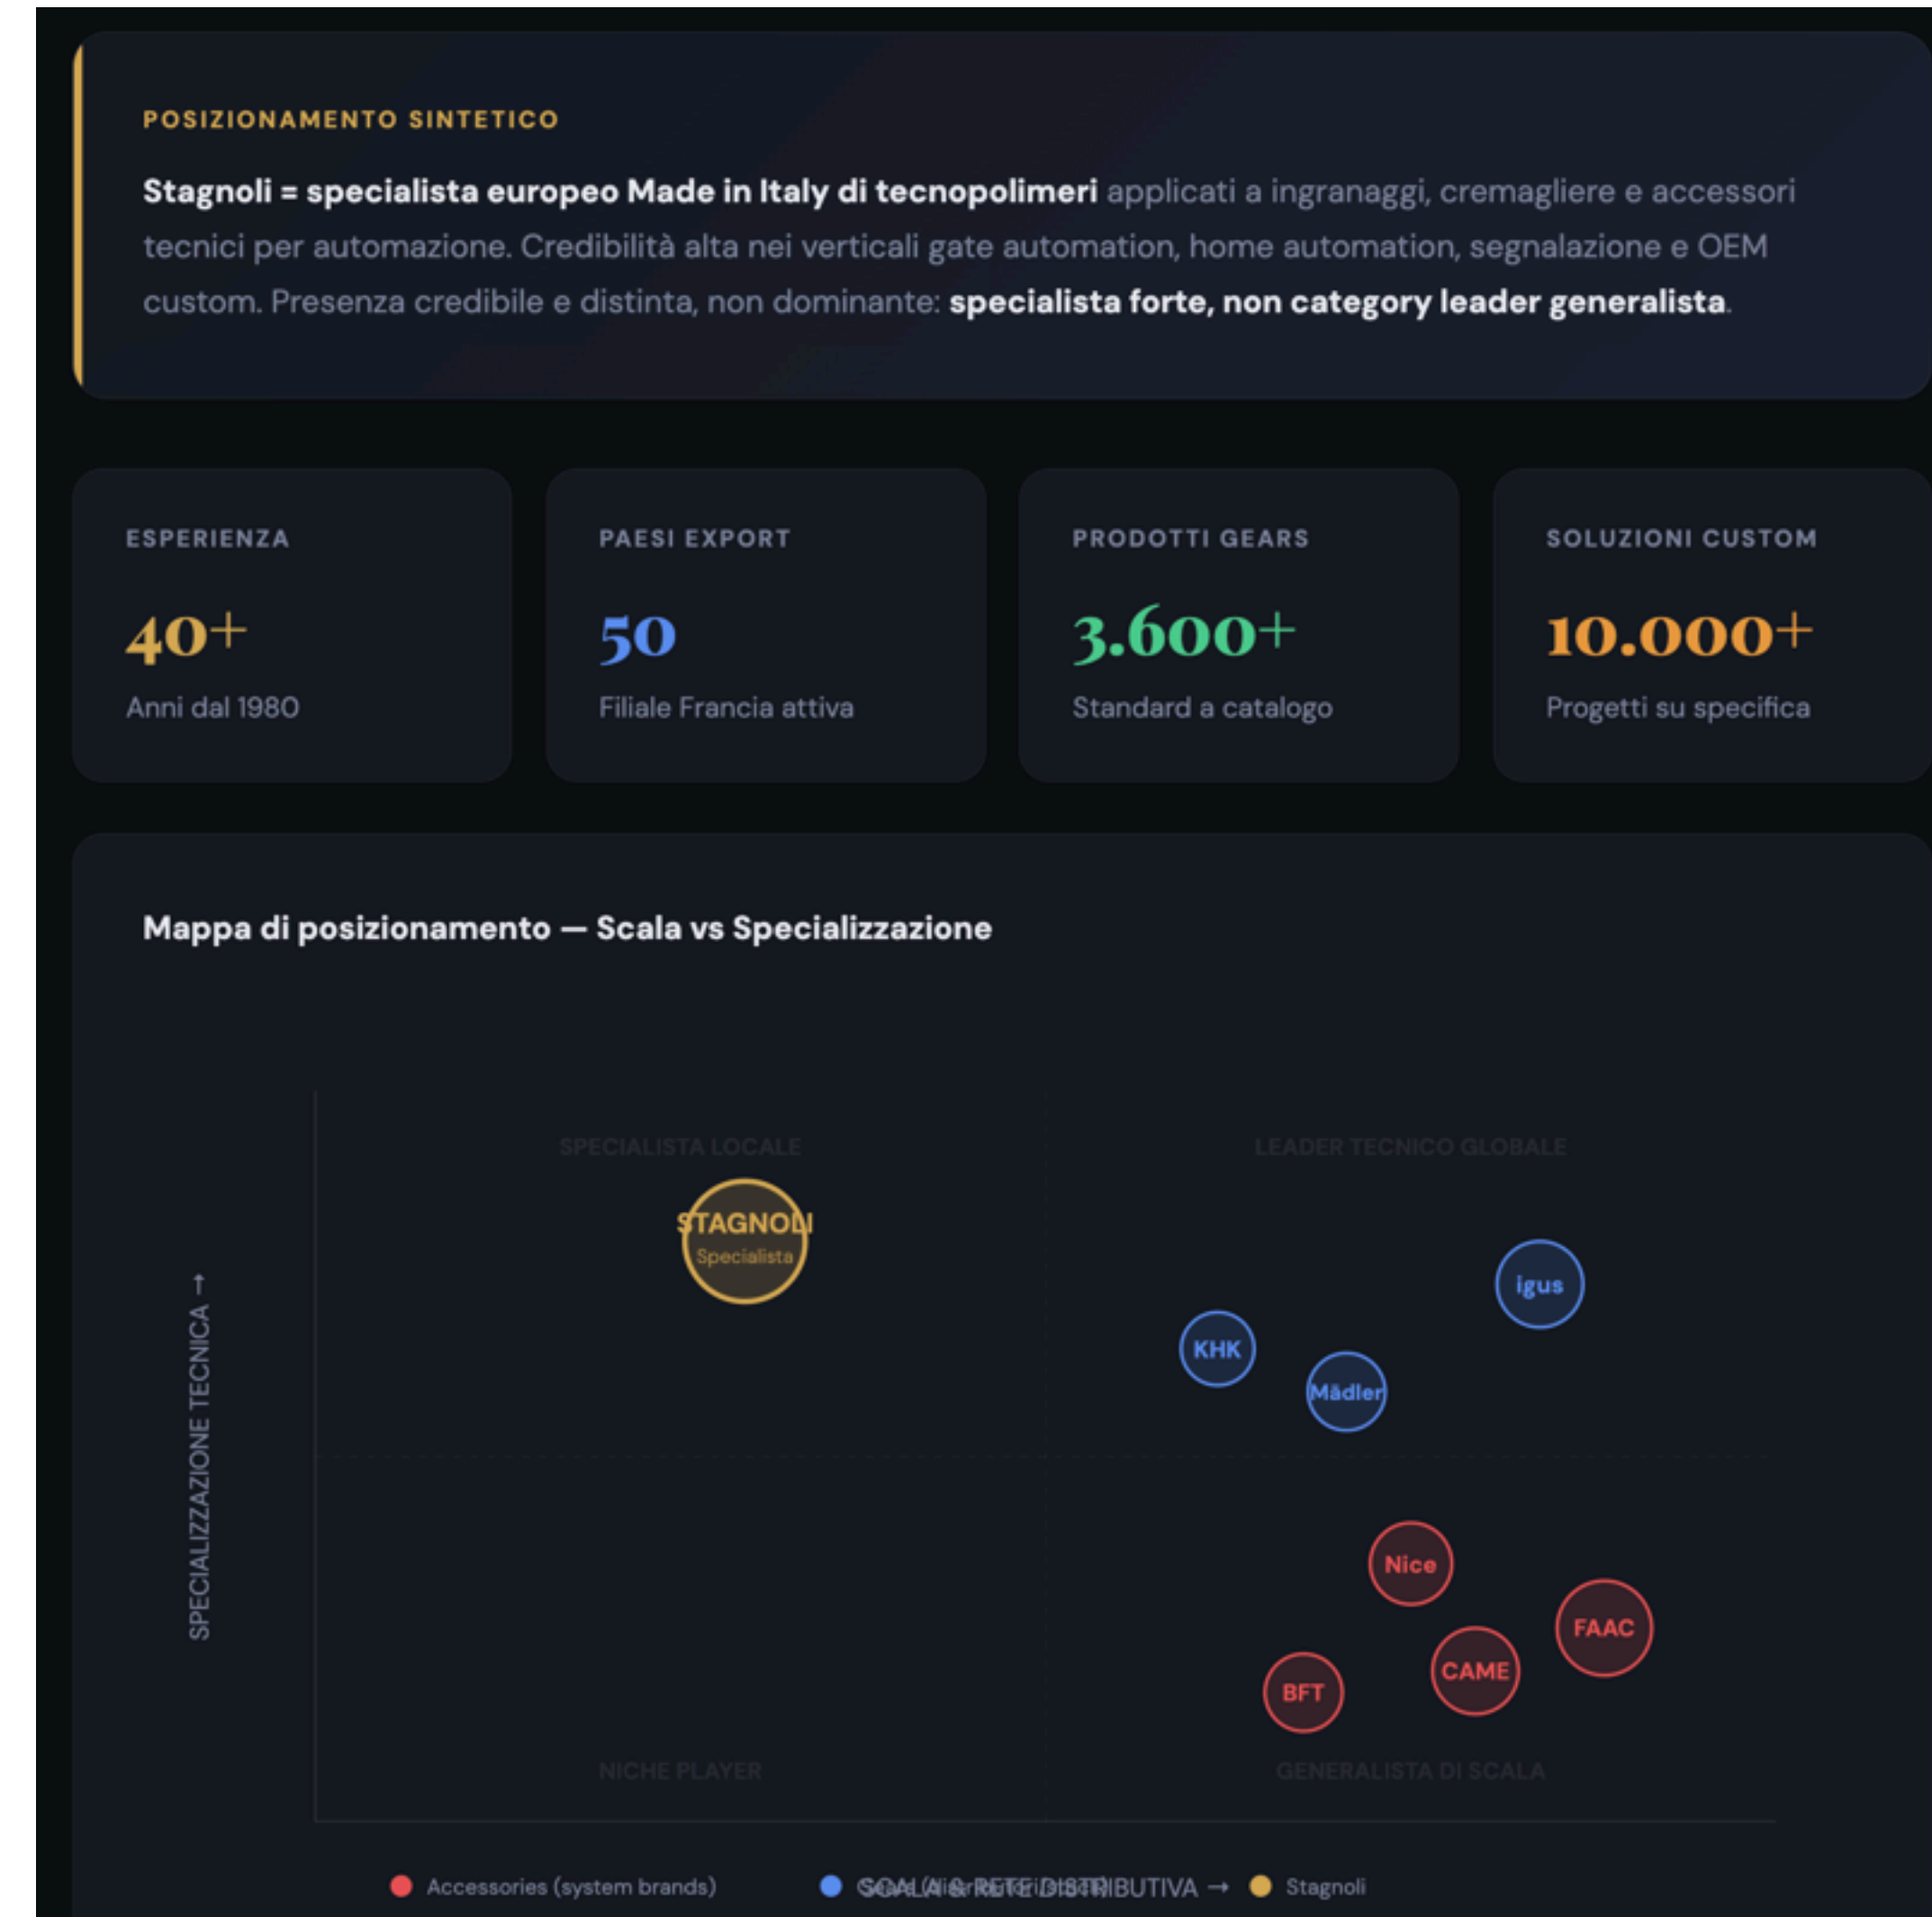 POSIZIONAMENTO SINTETICO
Stagnoli = specialista europeo Made in Italy di tecnopolimeri applicati a ingranaggi, cremagliere e accessori
tecnici per automazione. Credibilità alta nei verticali gate automation, home automation, segnalazione e OEM
custom. Presenza credibile e distinta, non dominante: specialista forte, non category leader generalista.
ESPERIENZA
40+
Anni dal 1980
PAESI EXPORT
50
Filiale Francia attiva
PRODOTTI GEARS
3.600+
Standard a catalogo
SOLUZIONI CUSTOM
10.000+
Progetti su specifica
Mappa di posizionamento — Scala vs Specializzazione
SPECIALISTA LOCALE
LEADER TECNICO GLOBALE
STAGNOLI
Specialista
igus
KHK
Mädler
SPECIALIZZAZIONE TECNICA →
Nice
FAAC
CAME
BFT
NICHE PLAYER
GENERALISTA DI SCALA
Accessories (system brands)
SCALA & RETE DISTRIBUTIVA →
Stagnoli